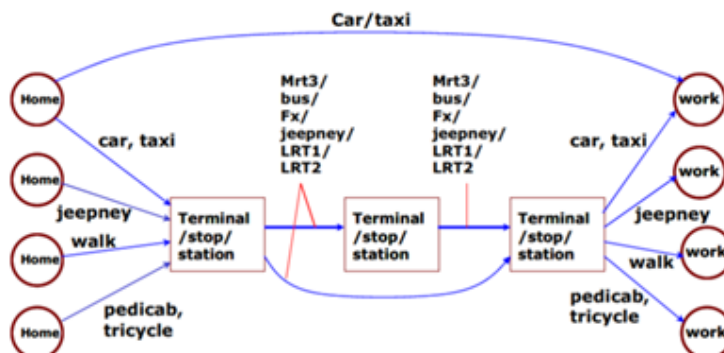 Car/taxi
Home
work
Mrt3/
bus/
Fx/
jeepney/
LRT1/
LRT2
Mrt3/
bus/
Fx/
jeepney/
LRT1/
LRT2
car, taxi
car, taxi
Home
work
jeepney
Terminal
/stop/
station
Terminal
/stop/
station
Terminal
/stop/
station
jeepney
Home
walk
work
walk
Home
pedicab,
tricycle
work
pedicab,
tricycle